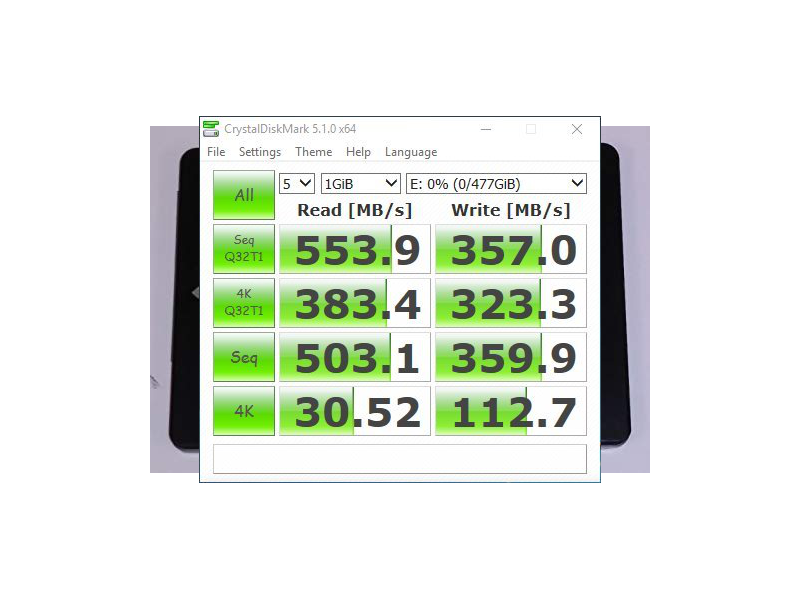 CrystalDiskMark 5.1.0 x64
File Settings Theme Help Language
All 5 1GiB E: 0% (0/477GiB)
Read [MB/s] Write [MB/s]
Seq Q32T1 553.9 357.0
4K Q32T1 383.4 323.3
Seq 503.1 359.9
4K 30.52 112.7